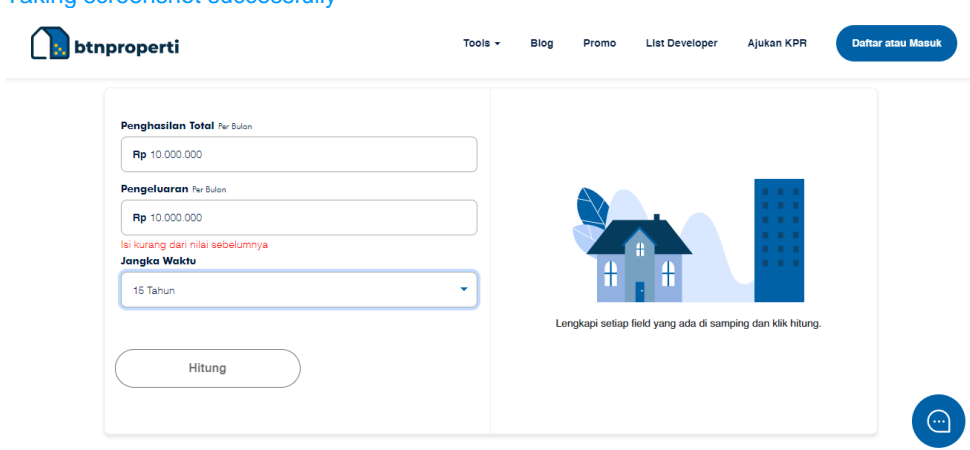 Taking screenshot successfully
btnproperti
Tools Blog Promo List Developer Ajukan KPR Daftar atau Masuk
Penghasilan Total Per Bulan
Rp 10.000.000
Pengeluaran Per Bulan
Rp 10.000.000
Isi kurang dari nilai sebelumnya
Jangka Waktu
15 Tahun
Lengkapi setiap field yang ada di samping dan klik hitung.
Hitung